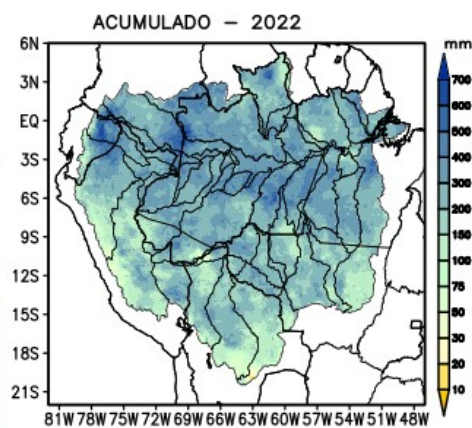 ACUMULADO – 2022
mm
6N
3N
EQ
3S
6S
9S
12S
15S
18S
21S
81W 78W 75W 72W 69W 66W 63W 60W 57W 54W 51W 48W
700
500
400
300
200
150
100
75
50
30
20
10